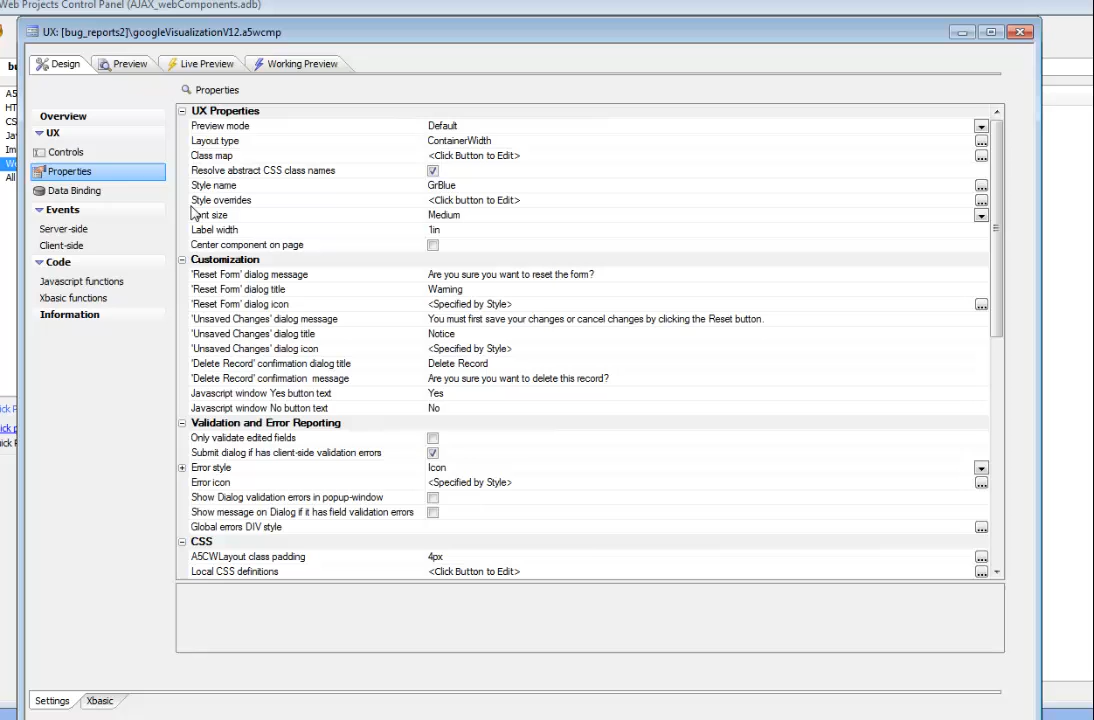 Web Projects Control Panel (AJAX_webComponents.adb)
UX: [bug_reports2]\googleVisualizationV12.a5wcmp
Design
Preview
Live Preview
Working Preview
Properties
Overview
UX
Controls
Properties
Data Binding
Events
Server-side
Client-side
Code
Javascript functions
Xbasic functions
Information
UX Properties
Preview mode Default
Layout type ContainerWidth
Class map <Click Button to Edit>
Resolve abstract CSS class names
Style name GrBlue
Style overrides <Click button to Edit>
size Medium
Label width 1in
Center component on page
Customization
'Reset Form' dialog message Are you sure you want to reset the form?
'Reset Form' dialog title Warning
'Reset Form' dialog icon <Specified by Style>
'Unsaved Changes' dialog message You must first save your changes or cancel changes by clicking the Reset button.
'Unsaved Changes' dialog title Notice
'Unsaved Changes' dialog icon <Specified by Style>
'Delete Record' confirmation dialog title Delete Record
'Delete Record' confirmation message Are you sure you want to delete this record?
Javascript window Yes button text Yes
Javascript window No button text No
Validation and Error Reporting
Only validate edited fields
Submit dialog if has client-side validation errors
Error style Icon
Error icon <Specified by Style>
Show Dialog validation errors in popup-window
Show message on Dialog if it has field validation errors
Global errors DIV style
CSS
A5CWLayout class padding 4px
Local CSS definitions <Click Button to Edit>
Settings
Xbasic